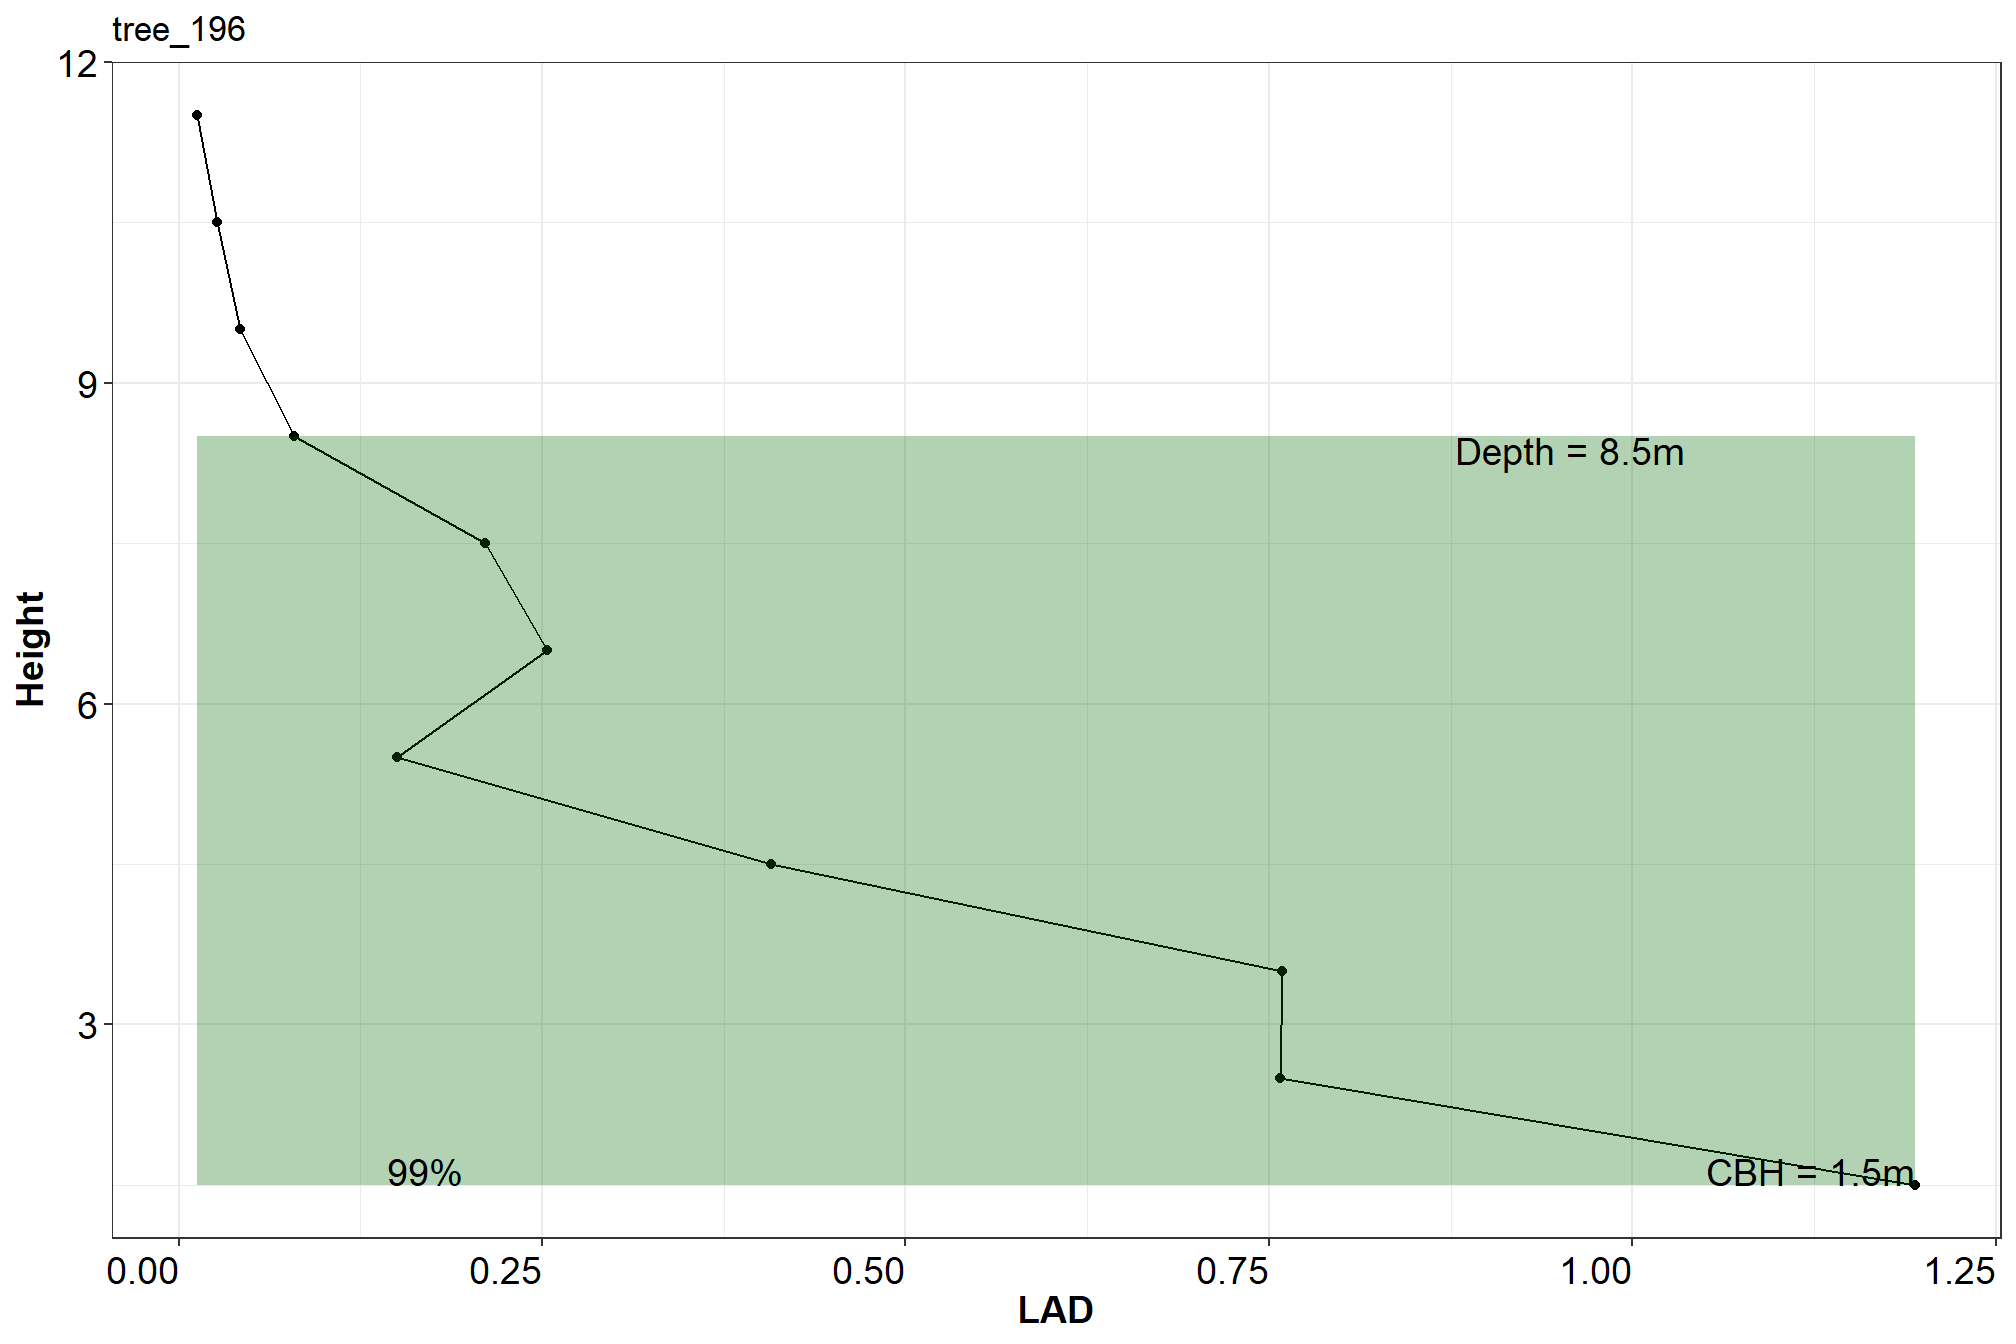 tree_196
12
9
6
3
Height
Depth = 8.5m
99%
CBH = 1.5m
0.00 0.25 0.50 0.75 1.00 1.25
LAD